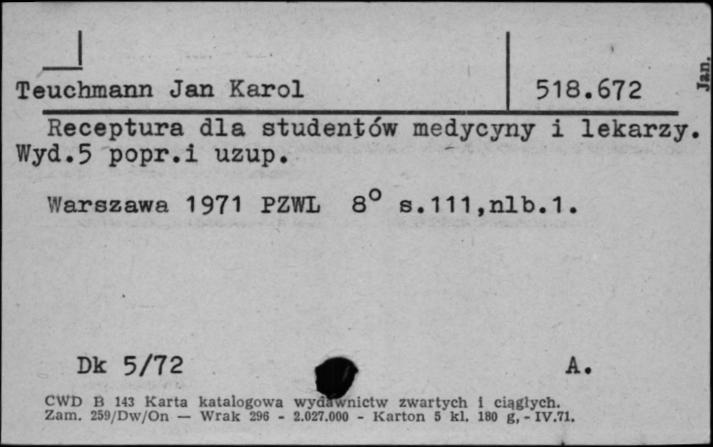 Teuchmann Jan Karol 518.672
Jan.
Receptura dla studentów medycyny i lekarzy.
Wyd.5 popr.i uzup.
Warszawa 1971 PZWL 8° s.111,nlb.1.
Dk 5/72 A.
CWD B 143 Karta katalogowa wydawnictw zwartych i ciągłych.
Zam. 259/Dw/On — Wrak 296 - 2.027.000 - Karton 5 kl. 180 g, - IV.71.